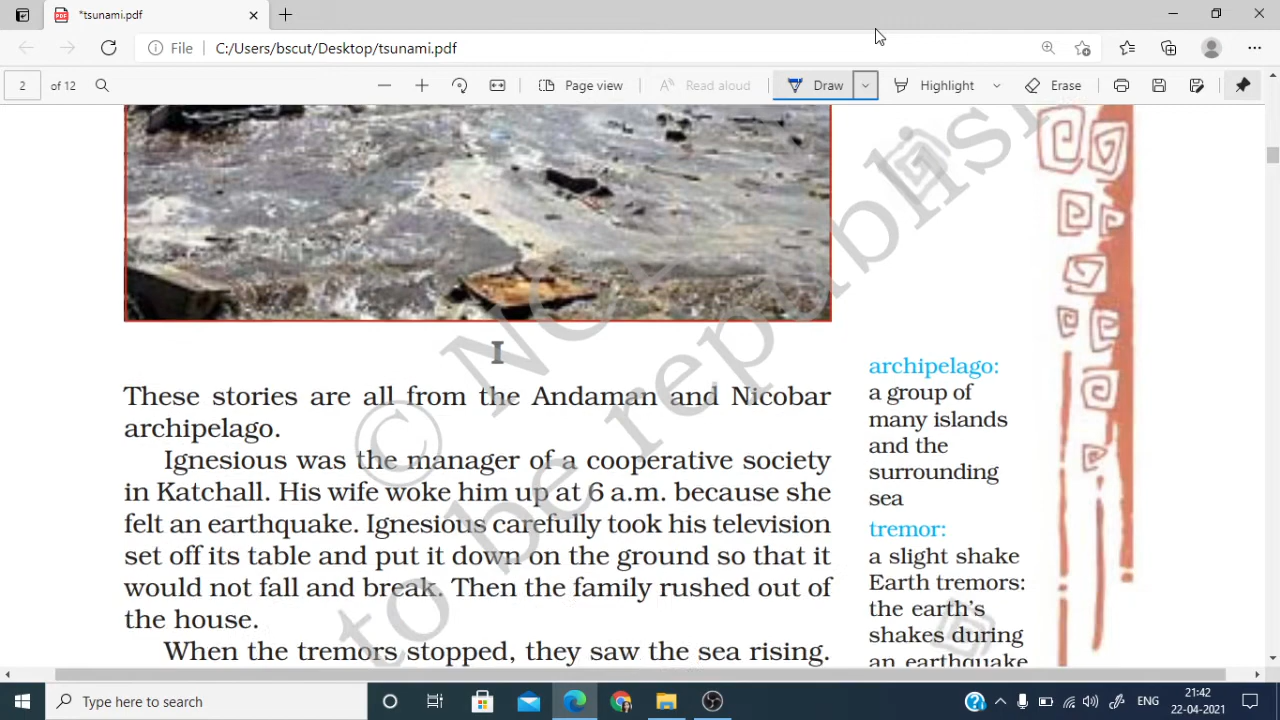 *tsunami.pdf
File C:/Users/bscut/Desktop/tsunami.pdf
2 of 12 Page view Read aloud Draw Highlight Erase
I
These stories are all from the Andaman and Nicobar
archipelago.
Ignesious was the manager of a cooperative society
in Katchall. His wife woke him up at 6 a.m. because she
felt an earthquake. Ignesious carefully took his television
set off its table and put it down on the ground so that it
would not fall and break. Then the family rushed out of
the house.
When the tremors stopped, they saw the sea rising.
archipelago:
a group of
many islands
and the
surrounding
sea
tremor:
a slight shake
Earth tremors:
the earth's
shakes during
an earthquake
to be republis
Type here to search
ENG
21:42
22-04-2021